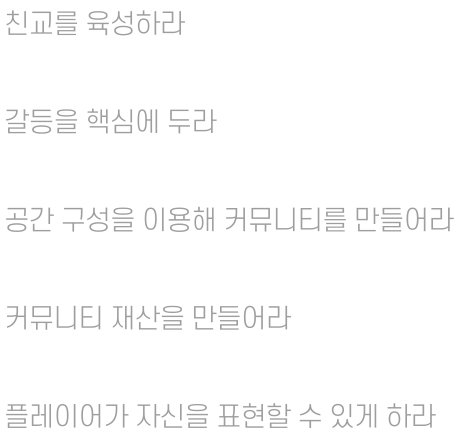 친교를 육성하라
갈등을 핵심에 두라
공간 구성을 이용해 커뮤니티를 만들어라
커뮤니티 재산을 만들어라
플레이어가 자신을 표현할 수 있게 하라